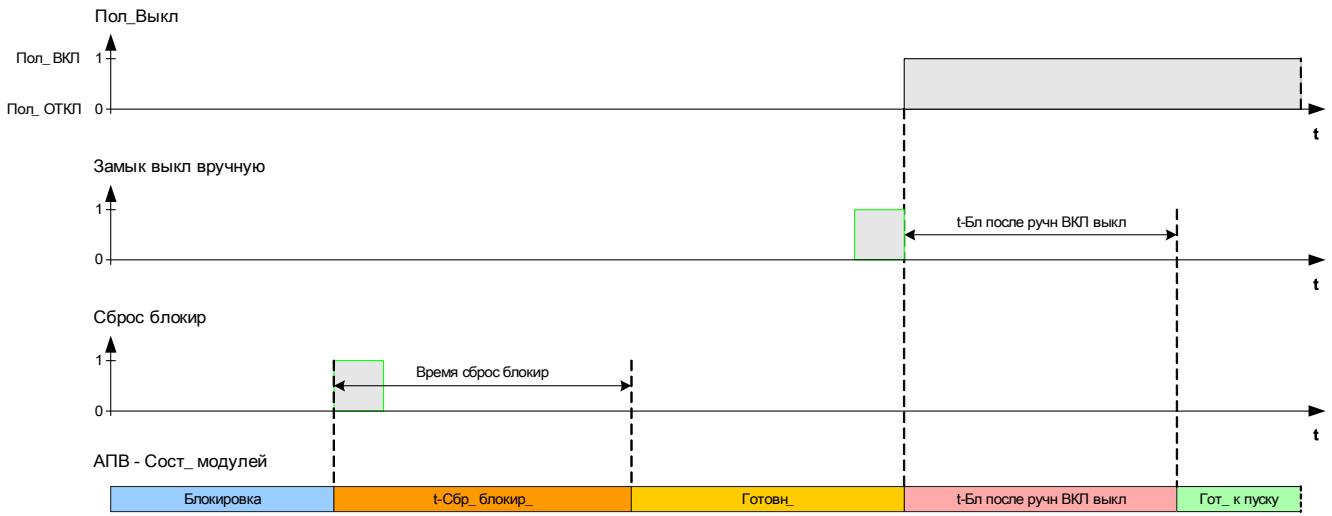 Пол_Выкл
Пол_ ВКЛ 1
Пол_ ОТКЛ 0
t
Замык выкл вручную
1
t-Бл после ручн ВКЛ выкл
0
t
Сброс блокир
1
Время сброс блокир
0
t
АПВ - Сост_ модулей
Блокировка t-Сбр_ блокир_ Готовн_ t-Бл после ручн ВКЛ выкл Гот_ к пуску